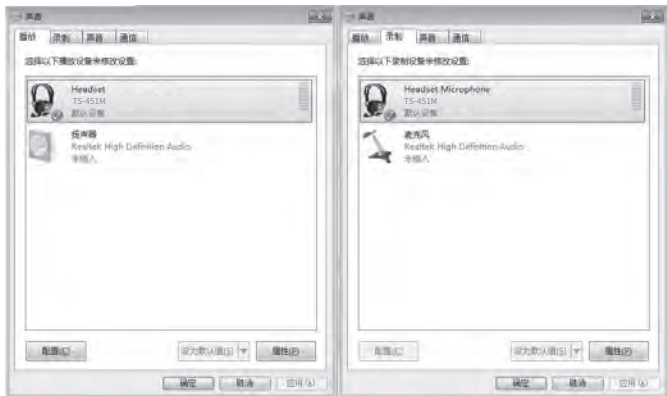 声音
播放 录制 声音 通信
选择以下播放设备来修改设置:
Headset
TS-451M
默认设备
扬声器
Realtek High Definition Audio
未插入
配置(C)
设为默认值(S)
属性(P)
确定
取消
应用(A)
声音
播放 录制 声音 通信
选择以下录制设备来修改设置:
Headset Microphone
TS-451M
默认设备
麦克风
Realtek High Definition Audio
未插入
配置(C)
设为默认值(S)
属性(P)
确定
取消
应用(A)